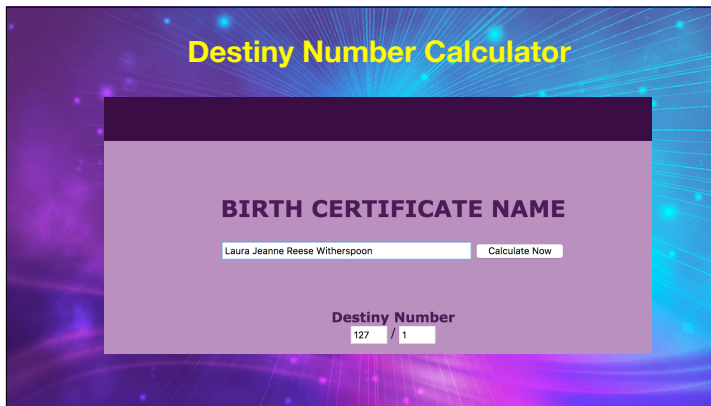 Destiny Number Calculator
BIRTH CERTIFICATE NAME
Laura Jeanne Reese Witherspoon Calculate Now
Destiny Number
127 / 1